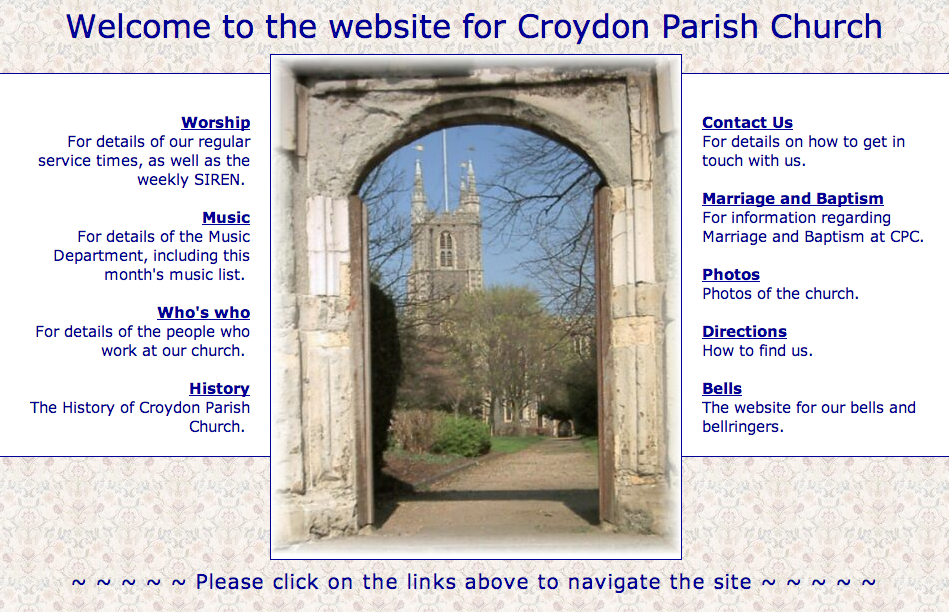 Welcome to the website for Croydon Parish Church
Worship
For details of our regular
service times, as well as the
weekly SIREN.
Music
For details of the Music
Department, including this
month's music list.
Who's who
For details of the people who
work at our church.
History
The History of Croydon Parish
Church.
Contact Us
For details on how to get in
touch with us.
Marriage and Baptism
For information regarding
Marriage and Baptism at CPC.
Photos
Photos of the church.
Directions
How to find us.
Bells
The website for our bells and
bellringers.
~ ~ ~ ~ ~ Please click on the links above to navigate the site ~ ~ ~ ~ ~